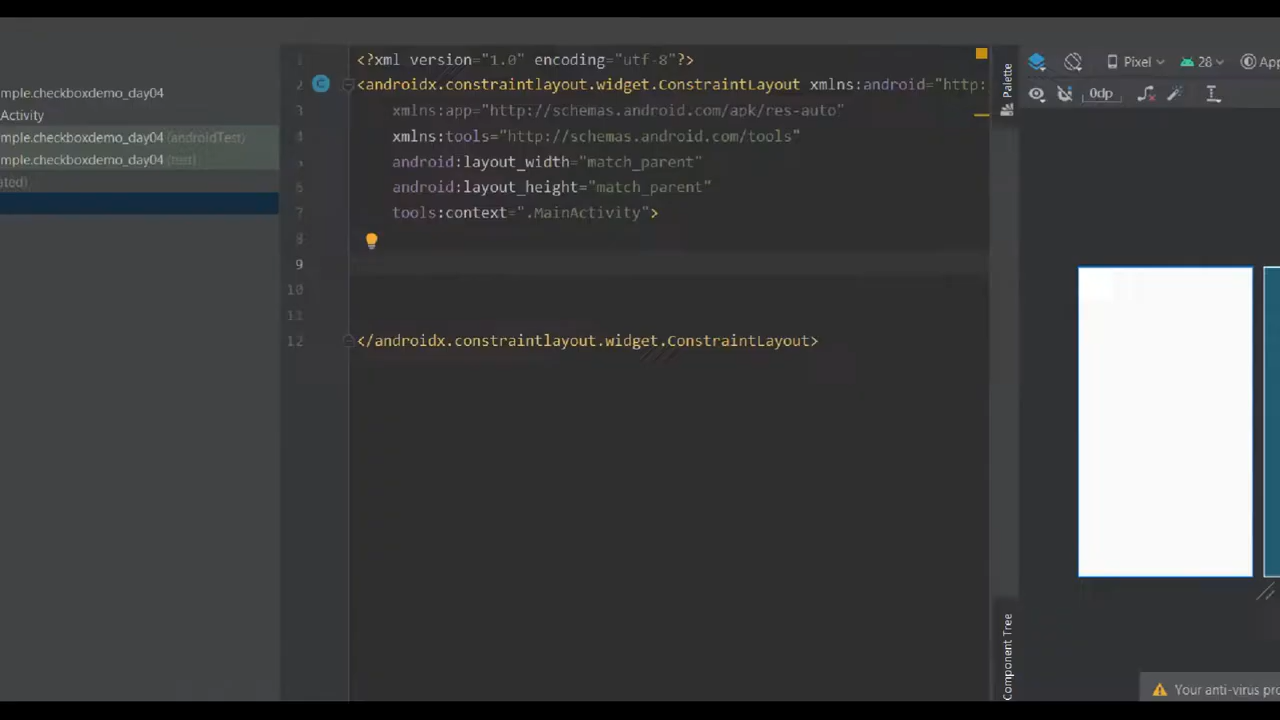 mple.checkboxdemo_day04
Activity
mple.checkboxdemo_day04 (androidTest)
mple.checkboxdemo_day04 (test)
ated)
1 <?xml version="1.0" encoding="utf-8"?>
2 <androidx.constraintlayout.widget.ConstraintLayout xmlns:android="http:
3 xmlns:app="http://schemas.android.com/apk/res-auto"
4 xmlns:tools="http://schemas.android.com/tools"
5 android:layout_width="match_parent"
6 android:layout_height="match_parent"
7 tools:context=".MainActivity">
8
9
10
11
12 </androidx.constraintlayout.widget.ConstraintLayout>
Palette
Pixel
28
App
0dp
Component Tree
Your anti-virus pro